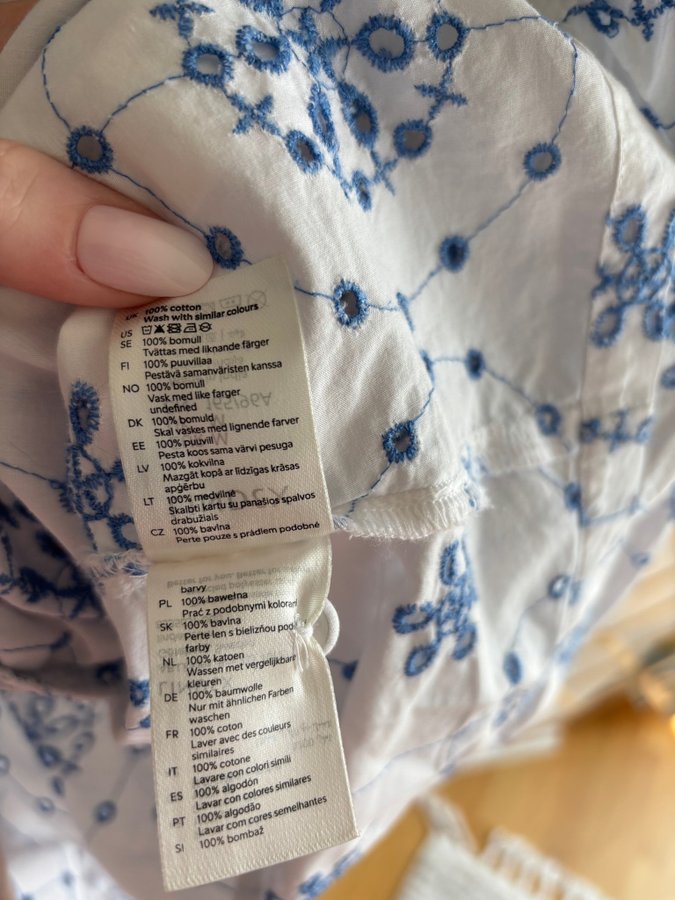 UK 100% cotton
Wash with similar colours
US
SE 100% bomull
Tvättas med liknande färger
FI 100% puuvillaa
Pestävä samanväristen kanssa
NO 100% bomull
Vask med like farger
undefined
DK 100% bomuld
Skal vaskes med lignende farver
EE 100% puuvill
Pesta koos sama värvi pesuga
LV 100% kokvilna
Mazgāt kopā ar līdzīgas krāsas
apģērbu
LT 100% medvilnė
Skalbti kartu su panašios spalvos
drabužiais
CZ 100% bavlna
Perte pouze s prádlem podobné
barvy
PL 100% bawełna
Prać z podobnymi kolorami
SK 100% bavlna
Perte len s bielizňou pod
farby
NL 100% katoen
Wassen met vergelijkbare
kleuren
DE 100% baumwolle
Nur mit ähnlichen Farben
waschen
FR 100% coton
Laver avec des couleurs
similaires
IT 100% cotone
Lavare con colori simili
ES 100% algodón
Lavar con colores similares
PT 100% algodão
Lavar com cores semelhantes
SI 100% bombaž